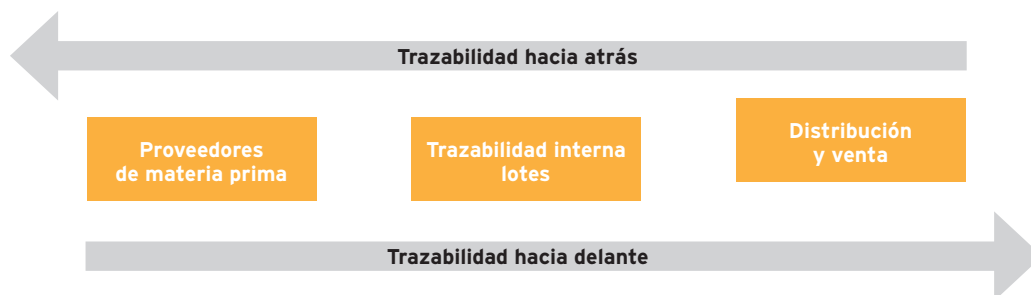 Trazabilidad hacia atrás
Proveedores
de materia prima
Trazabilidad interna
lotes
Distribución
y venta
Trazabilidad hacia delante